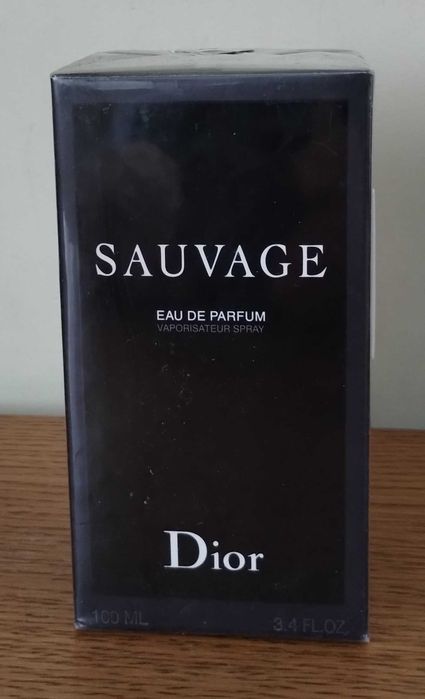 SAUVAGE
EAU DE PARFUM
VAPORISATEUR SPRAY
Dior
100 ML 3.4 FL.OZ